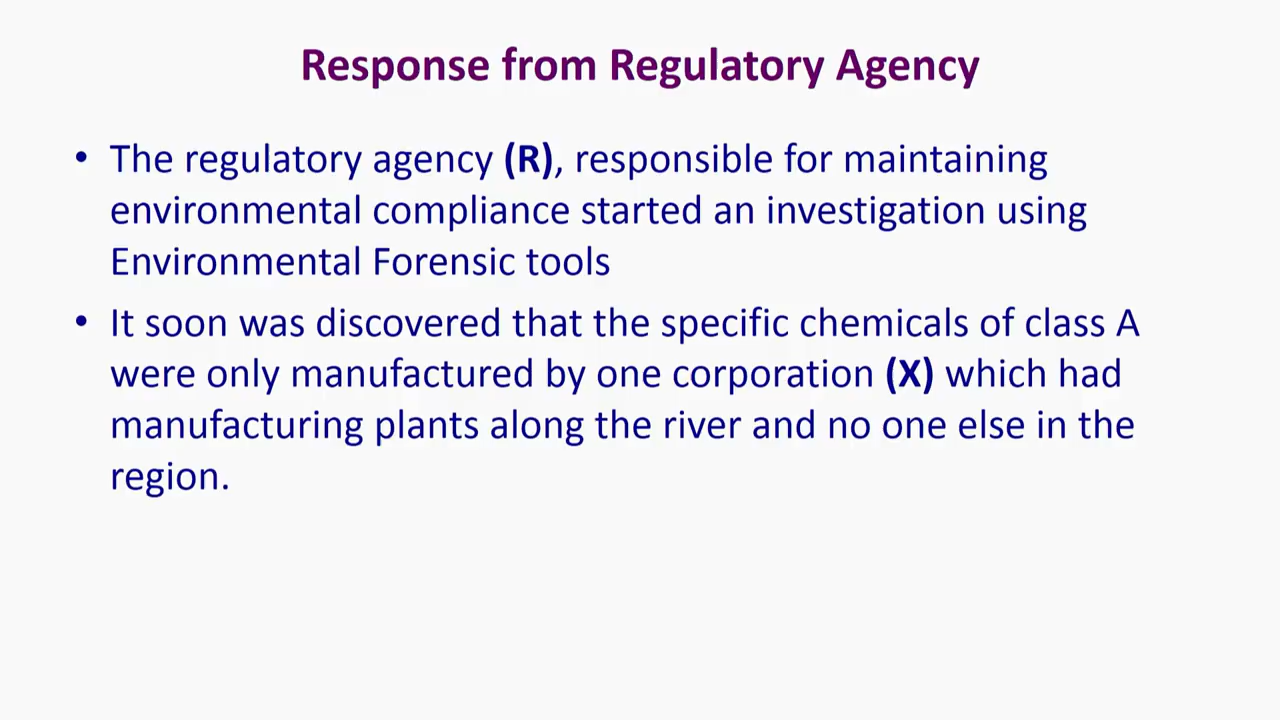 Response from Regulatory Agency
• The regulatory agency (R), responsible for maintaining
environmental compliance started an investigation using
Environmental Forensic tools
• It soon was discovered that the specific chemicals of class A
were only manufactured by one corporation (X) which had
manufacturing plants along the river and no one else in the
region.